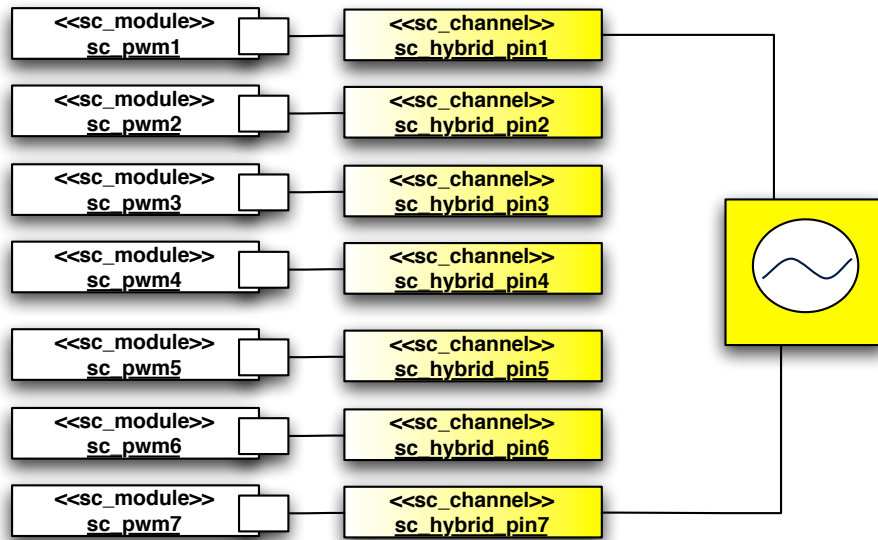 <<sc_module>>
sc_pwm1
<<sc_channel>>
sc_hybrid_pin1
<<sc_module>>
sc_pwm2
<<sc_channel>>
sc_hybrid_pin2
<<sc_module>>
sc_pwm3
<<sc_channel>>
sc_hybrid_pin3
<<sc_module>>
sc_pwm4
<<sc_channel>>
sc_hybrid_pin4
<<sc_module>>
sc_pwm5
<<sc_channel>>
sc_hybrid_pin5
<<sc_module>>
sc_pwm6
<<sc_channel>>
sc_hybrid_pin6
<<sc_module>>
sc_pwm7
<<sc_channel>>
sc_hybrid_pin7